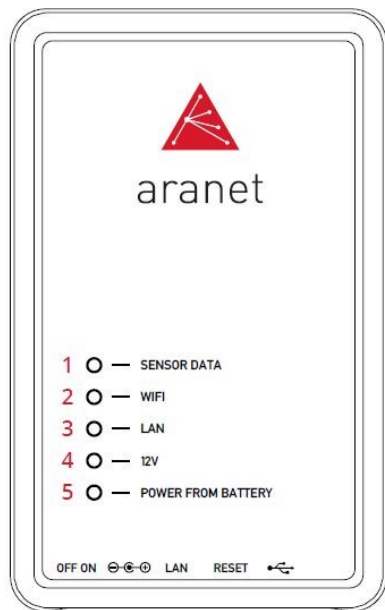 aranet
1 SENSOR DATA
2 WIFI
3 LAN
4 12V
5 POWER FROM BATTERY
OFF ON LAN RESET